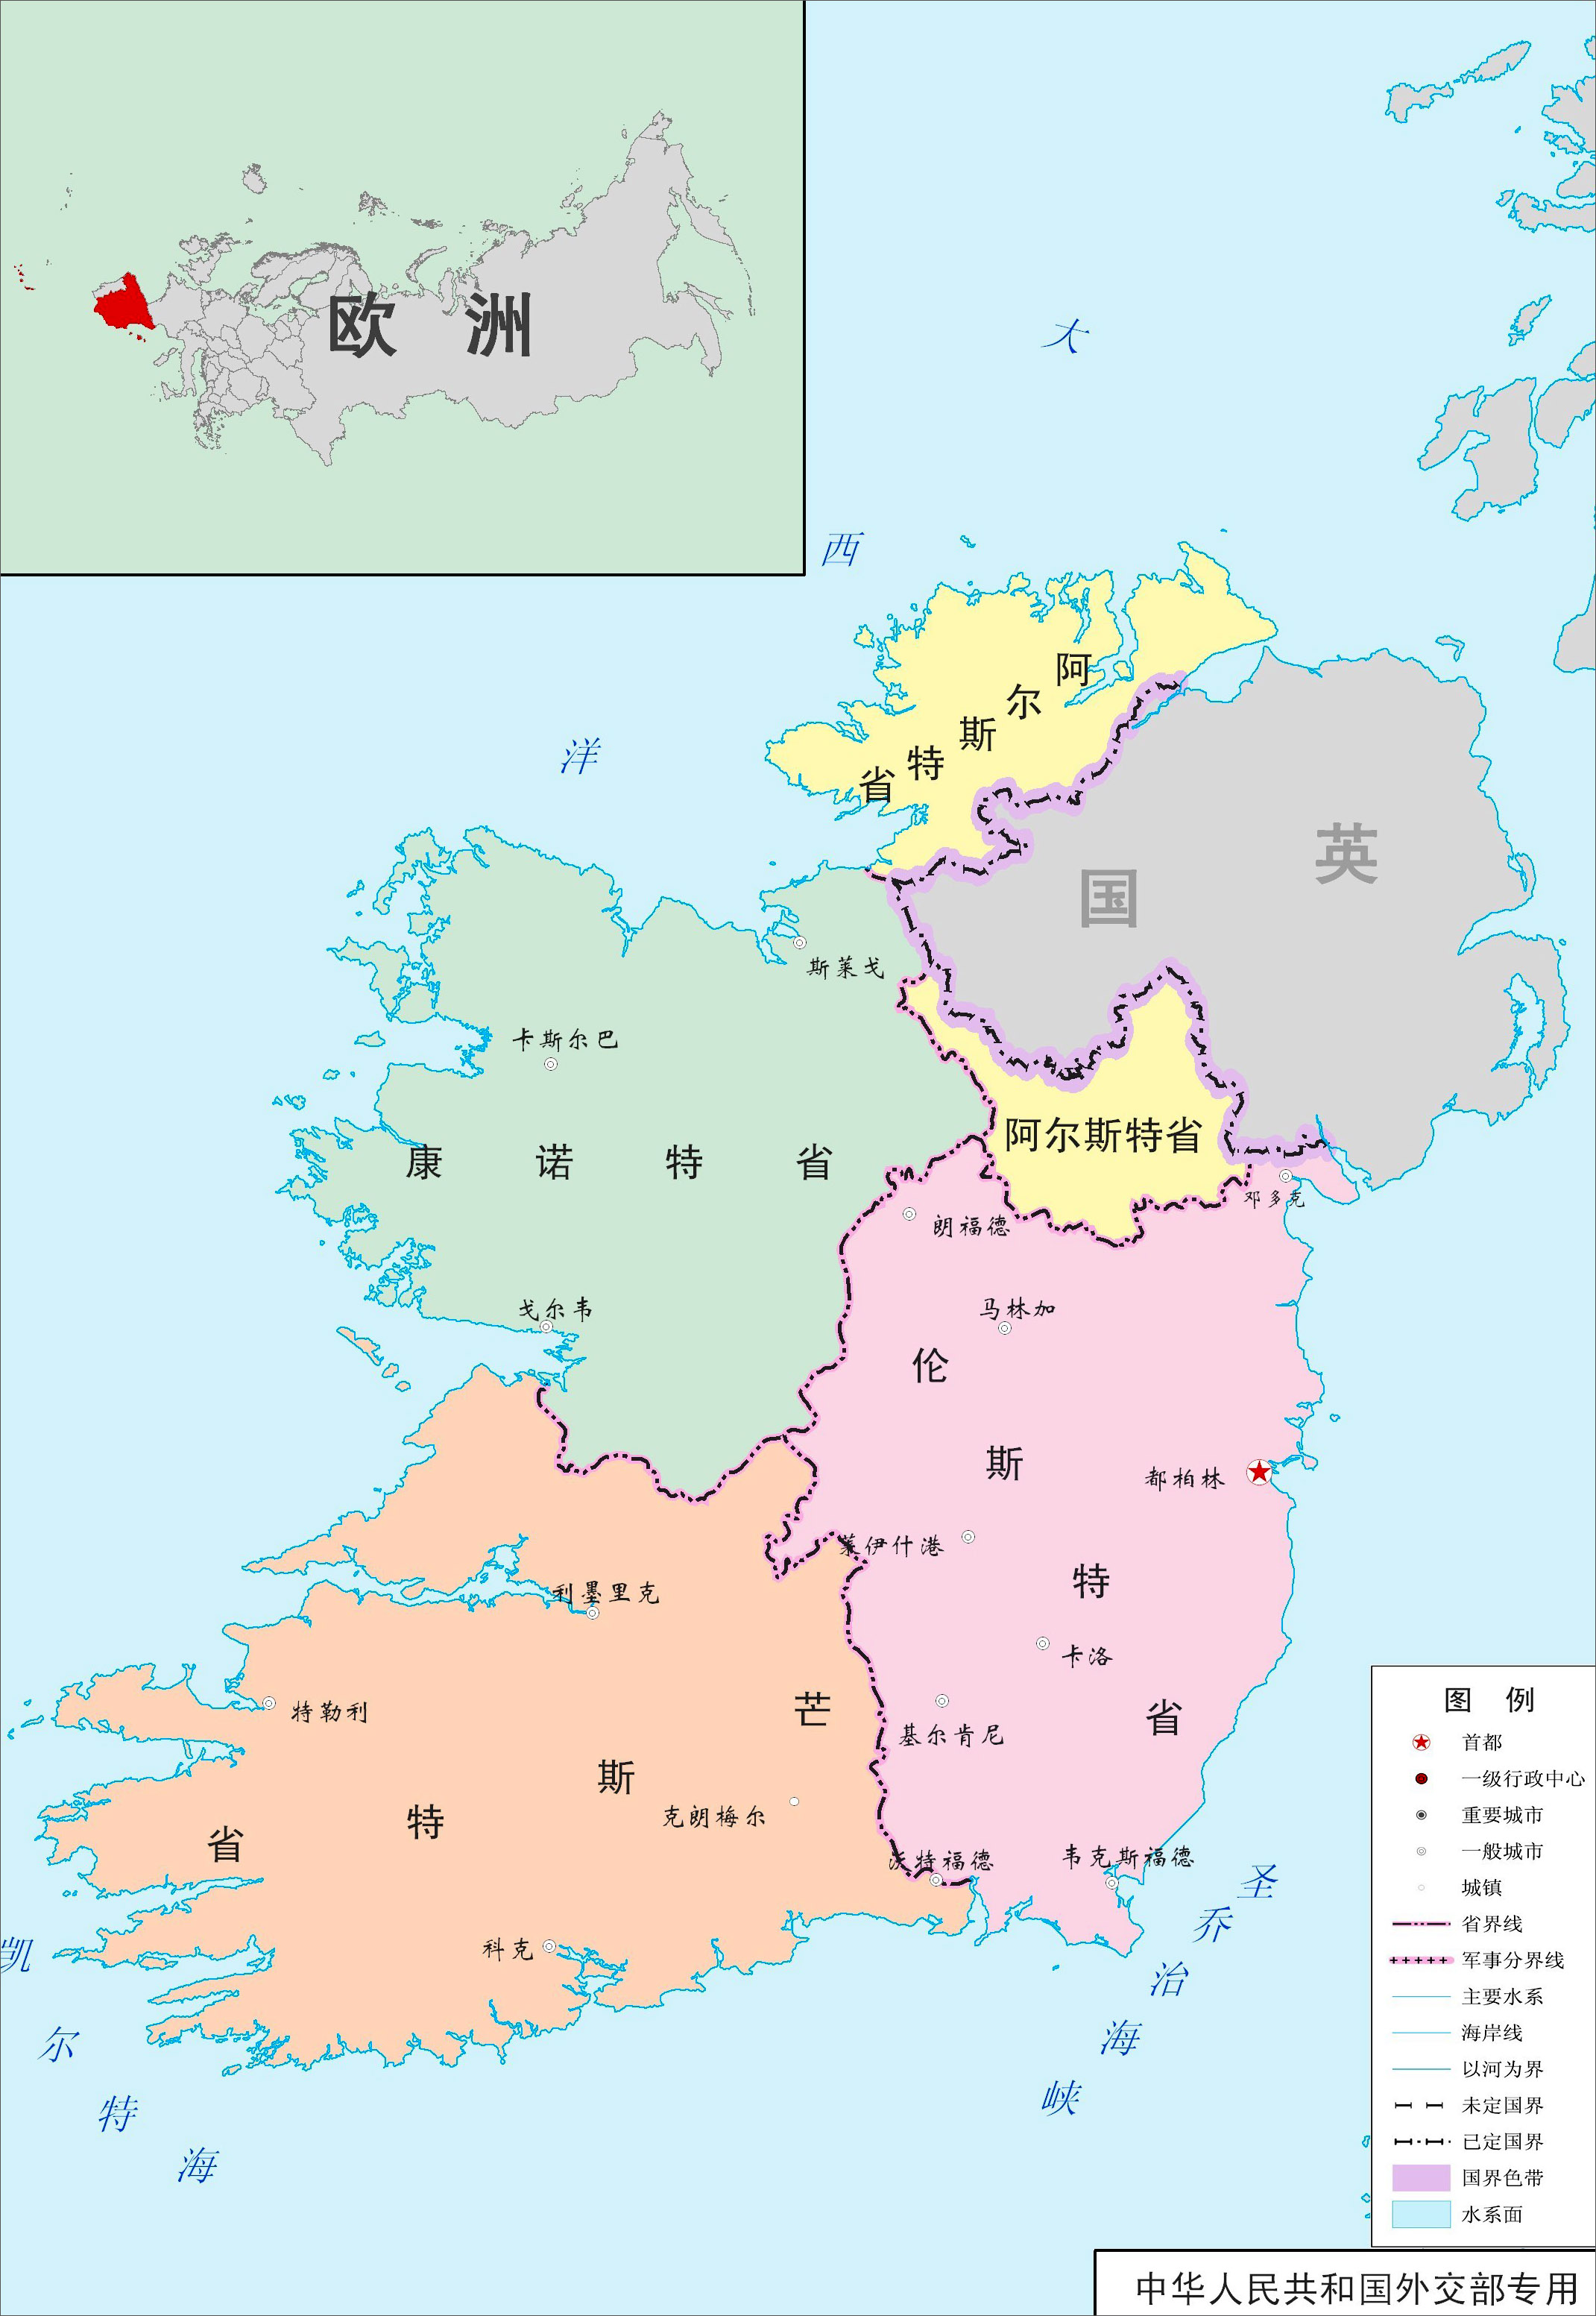 欧洲
大
西
洋
阿尔斯特省
英国
斯莱戈
卡斯尔巴
康诺特省
阿尔斯特省
邓多克
朗福德
戈尔韦
马林加
伦斯特省
都柏林
莱伊什港
利墨里克
卡洛
特勒利
基尔肯尼
芒斯特省
克朗梅尔
沃特福德
韦克斯福德
科克
圣乔治海峡
凯尔特海
图例
首都
一级行政中心
重要城市
一般城市
城镇
省界线
军事分界线
主要水系
海岸线
以河为界
未定国界
已定国界
国界色带
水系面
中华人民共和国外交部专用